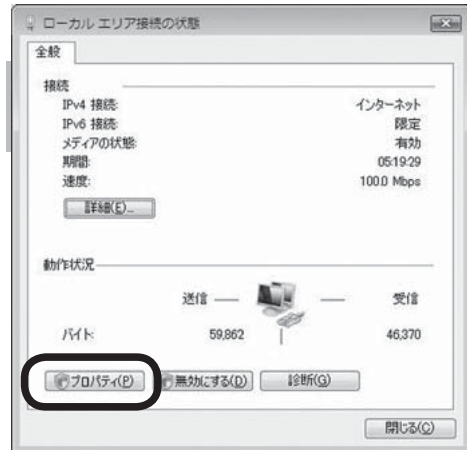 ローカル エリア接続の状態
全般
接続
IPv4 接続: インターネット
IPv6 接続: 限定
メディアの状態: 有効
期間: 05:19:29
速度: 100.0 Mbps
詳細(E)...
動作状況
送信 — — 受信
バイト: 59,862 46,370
プロパティ(P) 無効にする(D) 診断(G)
閉じる(C)